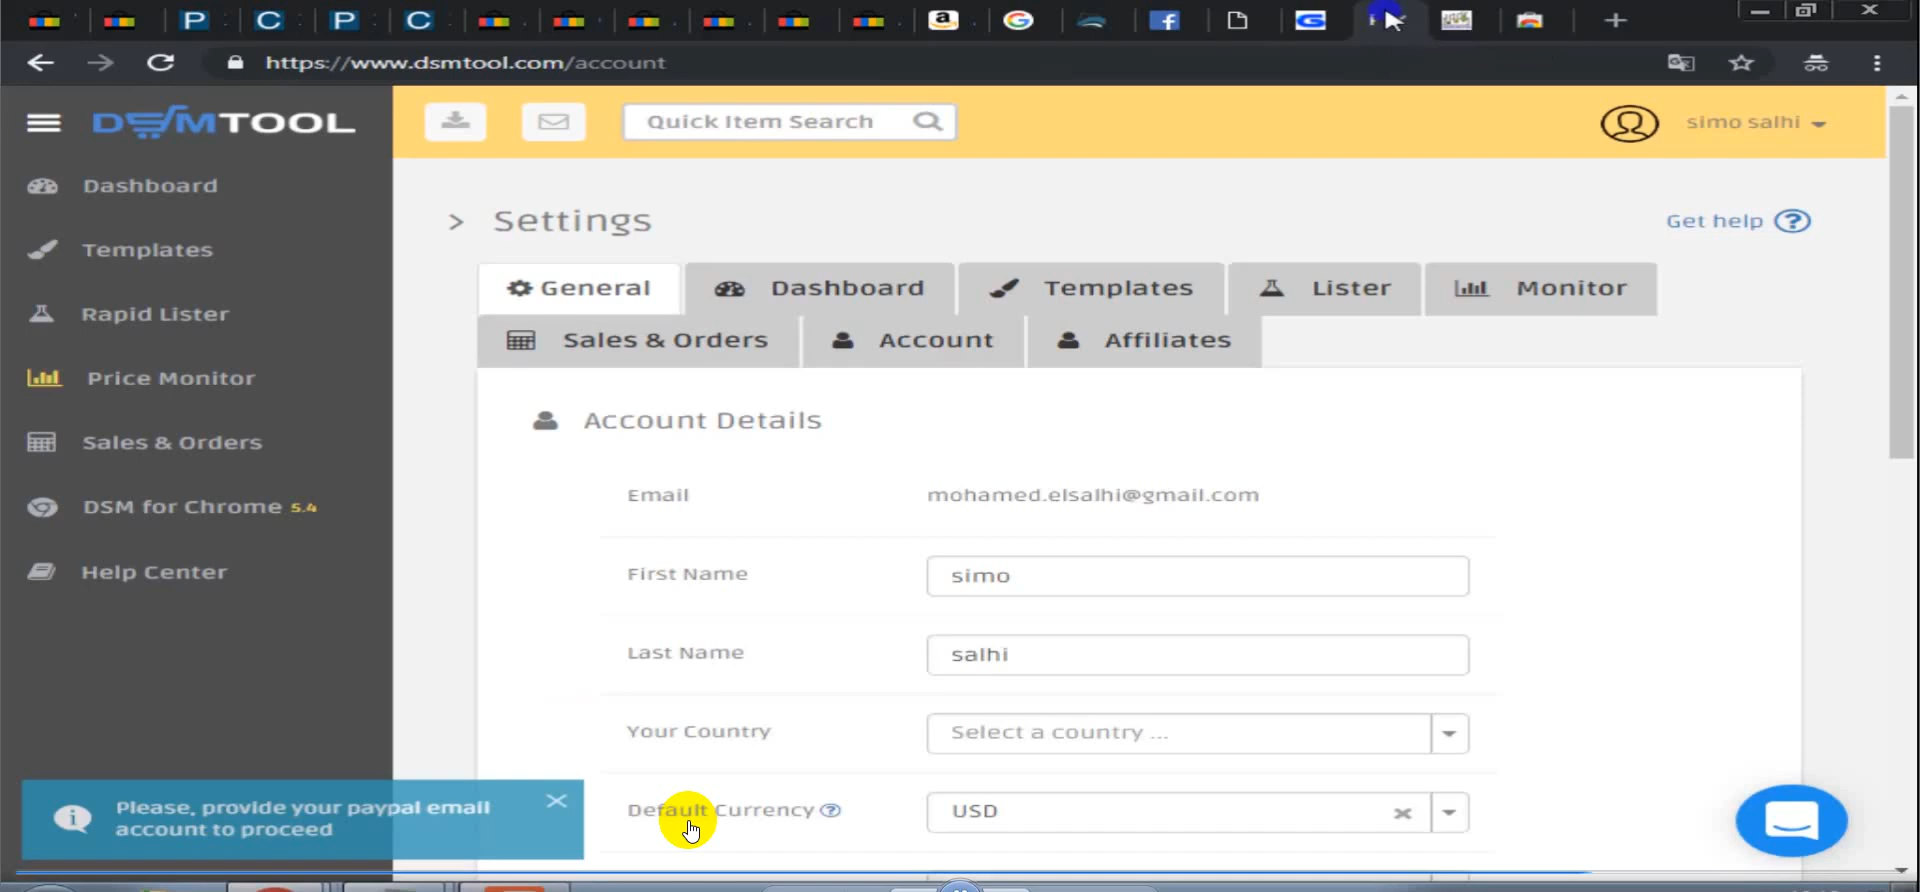 https://www.dsmtool.com/account
DSMTOOL
Quick Item Search
simo salhi
Dashboard
Templates
Rapid Lister
Price Monitor
Sales & Orders
DSM for Chrome 5.4
Help Center
Settings
Get help ?
General
Dashboard
Templates
Lister
Monitor
Sales & Orders
Account
Affiliates
Account Details
Email
mohamed.elsalhi@gmail.com
First Name
simo
Last Name
salhi
Your Country
Select a country ...
Default Currency ?
USD
Please, provide your paypal email
account to proceed